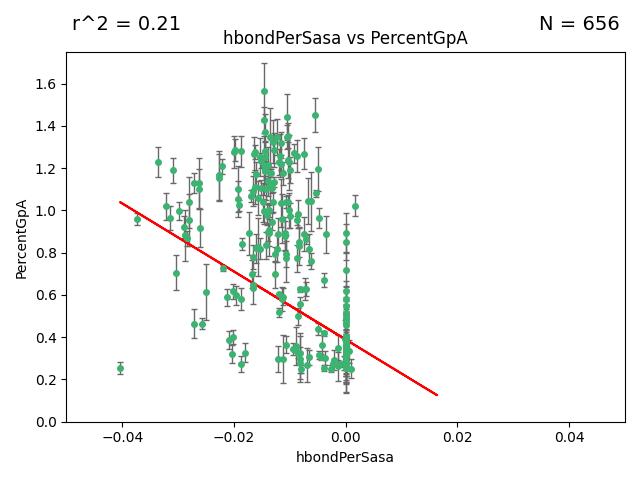 r^2 = 0.21
N = 656
hbondPerSasa vs PercentGpA
1.6
1.4
1.2
1.0
0.8
0.6
0.4
0.2
0.0
PercentGpA
−0.04
−0.02
0.00
0.02
0.04
hbondPerSasa